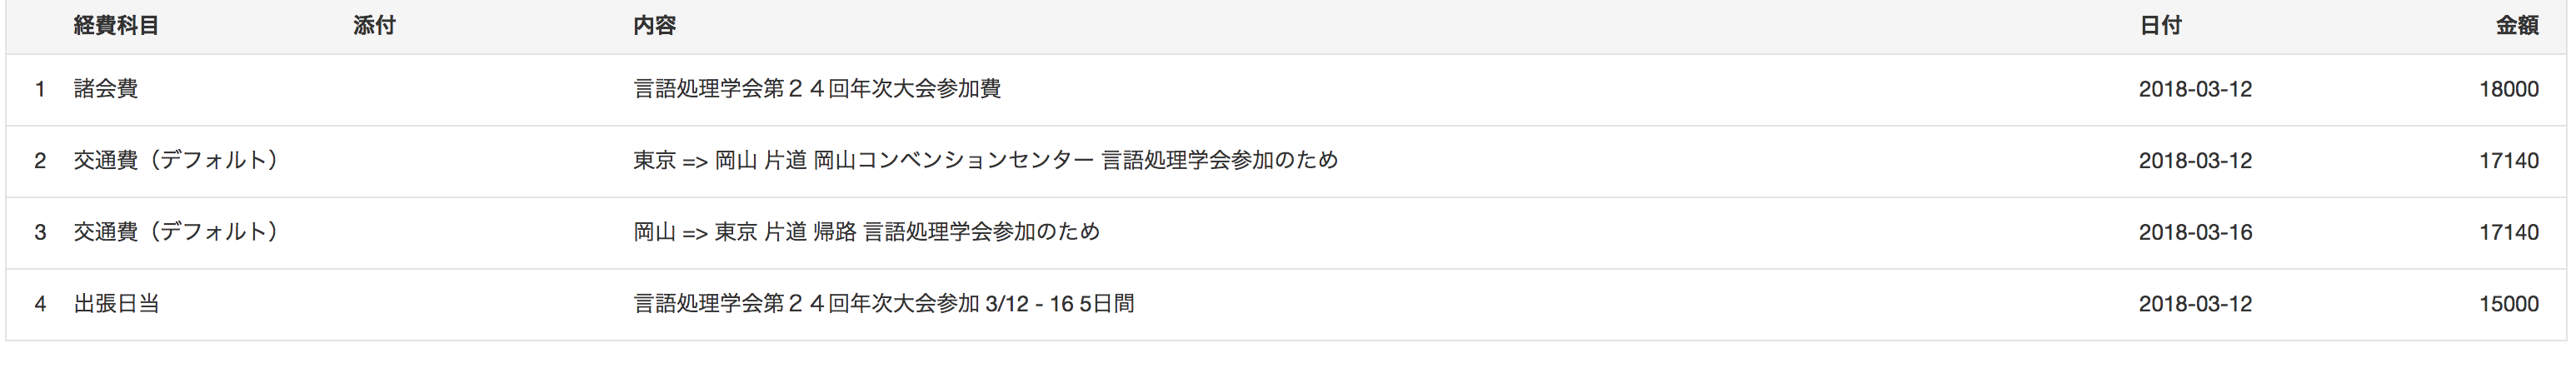 経費科目 添付 内容 日付 金額
1 諸会費 言語処理学会第２４回年次大会参加費 2018-03-12 18000
2 交通費（デフォルト） 東京 => 岡山 片道 岡山コンベンションセンター 言語処理学会参加のため 2018-03-12 17140
3 交通費（デフォルト） 岡山 => 東京 片道 帰路 言語処理学会参加のため 2018-03-16 17140
4 出張日当 言語処理学会第２４回年次大会参加 3/12 - 16 5日間 2018-03-12 15000